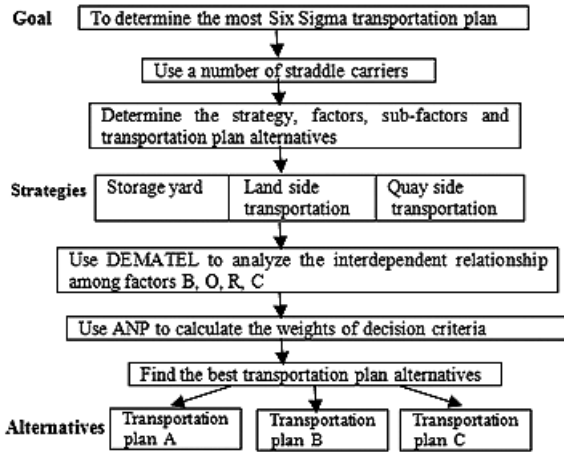 Goal To determine the most Six Sigma transportation plan
Use a number of straddle carriers
Determine the strategy, factors, sub-factors and
transportation plan alternatives
Strategies
Storage yard
Land side
transportation
Quay side
transportation
Use DEMATEL to analyze the interdependent relationship
among factors B, O, R, C
Use ANP to calculate the weights of decision criteria
Find the best transportation plan alternatives
Alternatives
Transportation
plan A
Transportation
plan B
Transportation
plan C